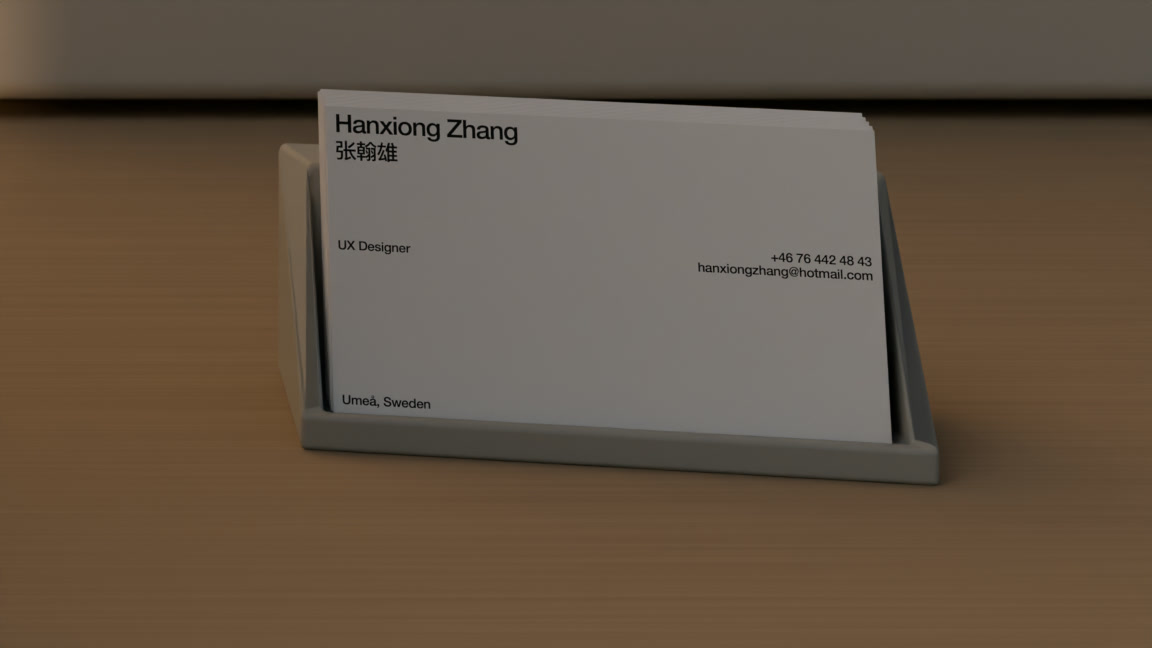 Hanxiong Zhang
张翰雄
UX Designer
+46 76 442 48 43
hanxiongzhang@hotmail.com
Umeå, Sweden